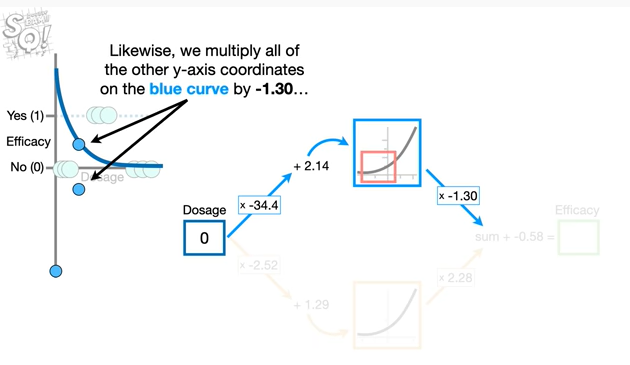 SQ!
Likewise, we multiply all of
the other y-axis coordinates
on the blue curve by -1.30...
Yes (1)
Efficacy
No (0)
Dosage
+ 2.14
Dosage
x -34.4
x -1.30
0
Efficacy
sum + -0.58 =
x -2.52
x 2.28
+ 1.29